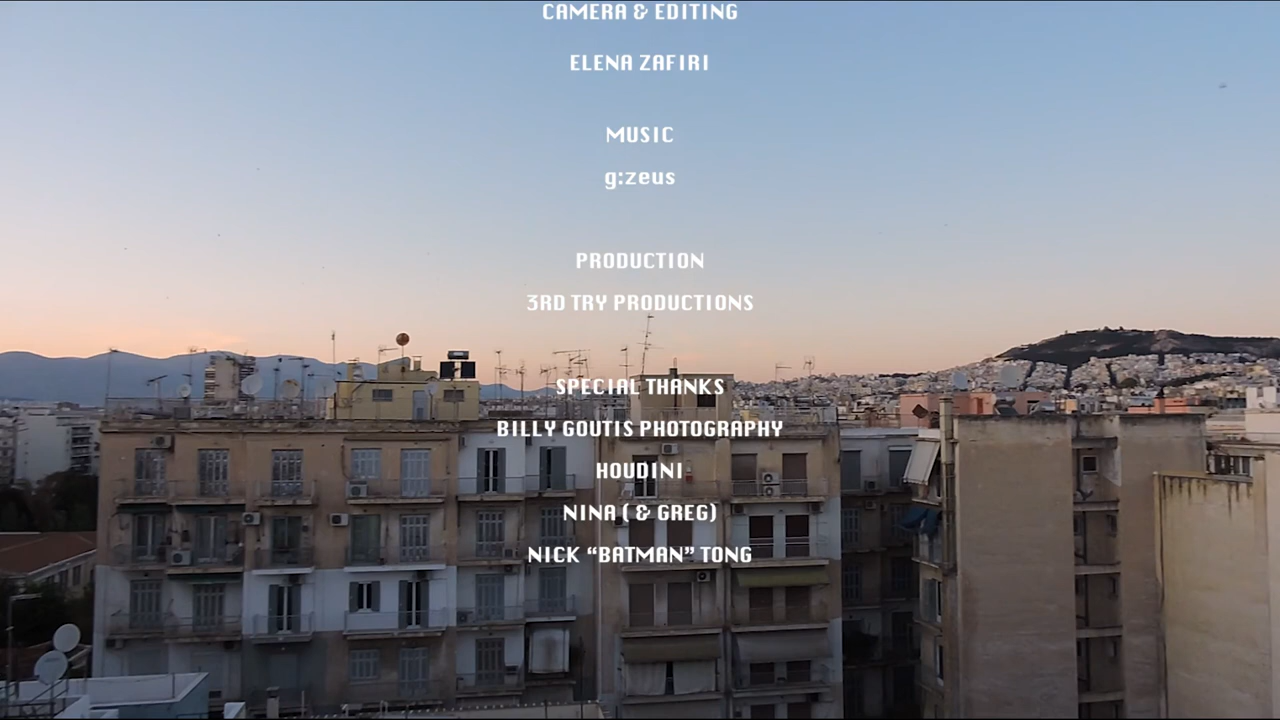 CAMERA & EDITING
ELENA ZAFIRI
MUSIC
g:zeus
PRODUCTION
3RD TRY PRODUCTIONS
SPECIAL THANKS
BILLY GOUTIS PHOTOGRAPHY
HOUDINI
NINA ( & GREG)
NICK “BATMAN” TONG